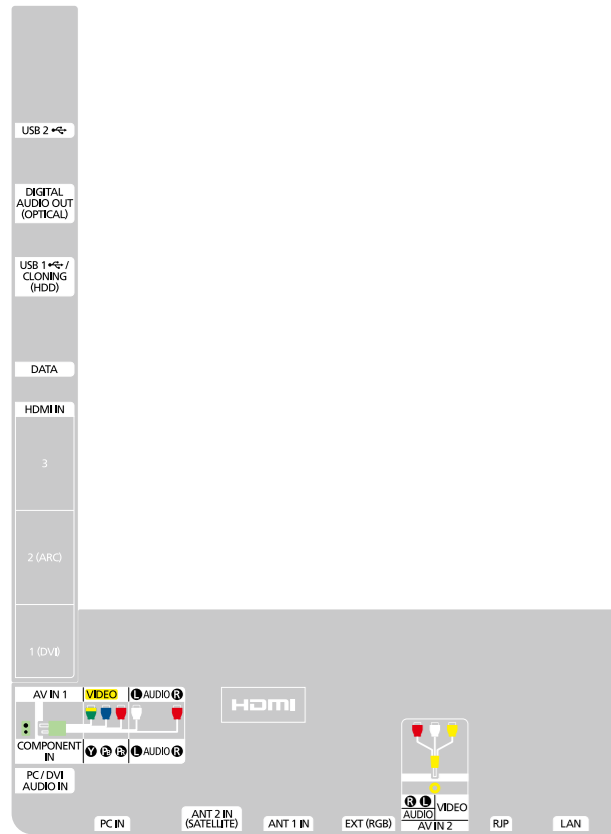 USB 2
DIGITAL
AUDIO OUT
(OPTICAL)
USB 1 /
CLONING
(HDD)
DATA
HDMI IN
3
2 (ARC)
1 (DVI)
AV IN 1
VIDEO
L AUDIO R
COMPONENT
IN
Y PB PR
L AUDIO R
PC / DVI
AUDIO IN
HDMI
R L
AUDIO
VIDEO
AV IN 2
PC IN
ANT 2 IN
(SATELLITE)
ANT 1 IN
EXT (RGB)
RJP
LAN